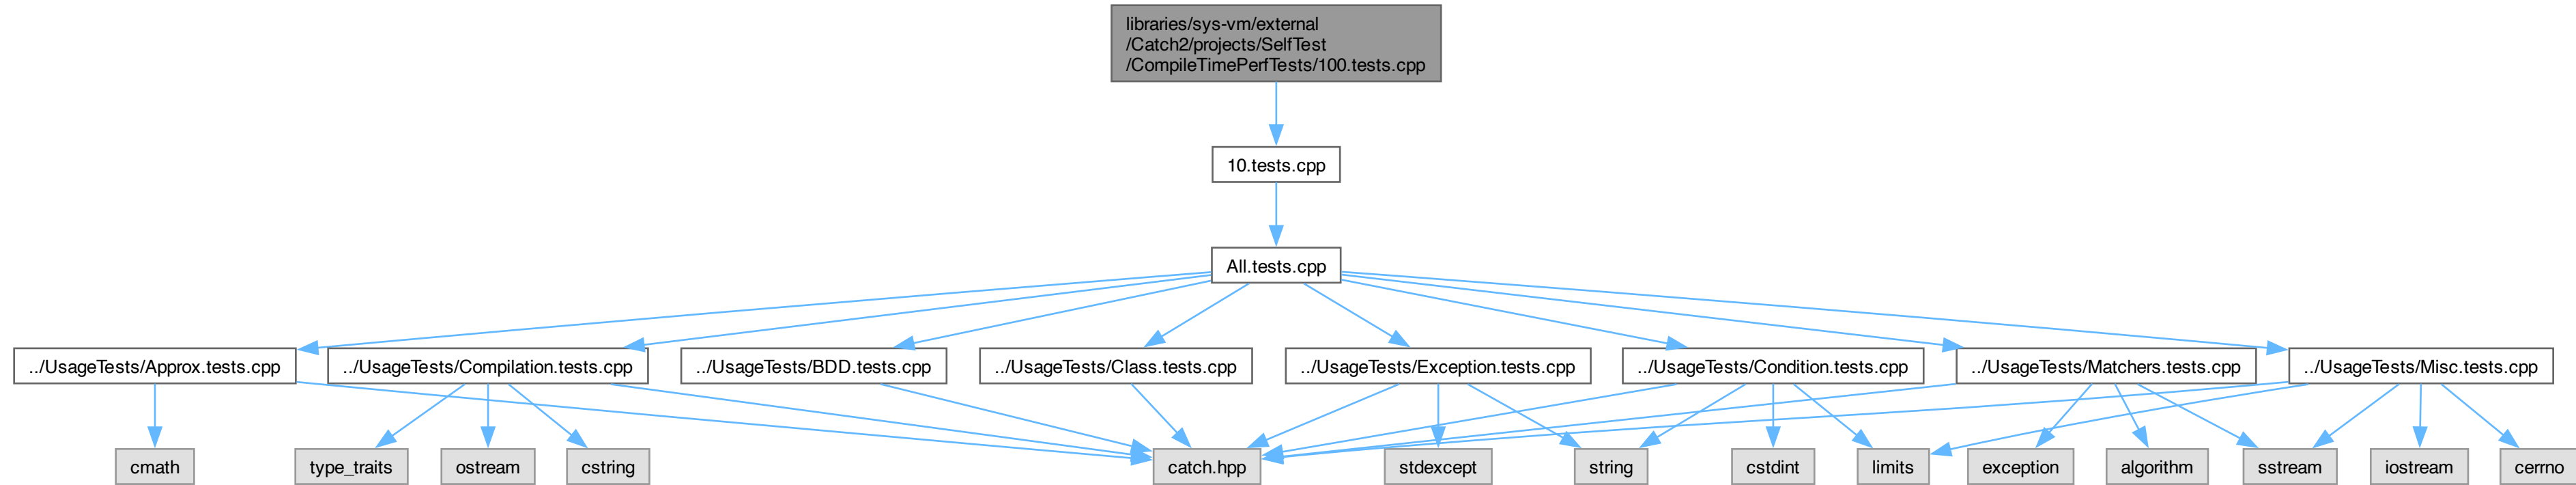 libraries/sys-vm/external
/Catch2/projects/SelfTest
/CompileTimePerfTests/100.tests.cpp
10.tests.cpp
All.tests.cpp
../UsageTests/Approx.tests.cpp
../UsageTests/Compilation.tests.cpp
../UsageTests/BDD.tests.cpp
../UsageTests/Class.tests.cpp
../UsageTests/Exception.tests.cpp
../UsageTests/Condition.tests.cpp
../UsageTests/Matchers.tests.cpp
../UsageTests/Misc.tests.cpp
cmath
type_traits
ostream
cstring
catch.hpp
stdexcept
string
cstdint
limits
exception
algorithm
sstream
iostream
cerrno